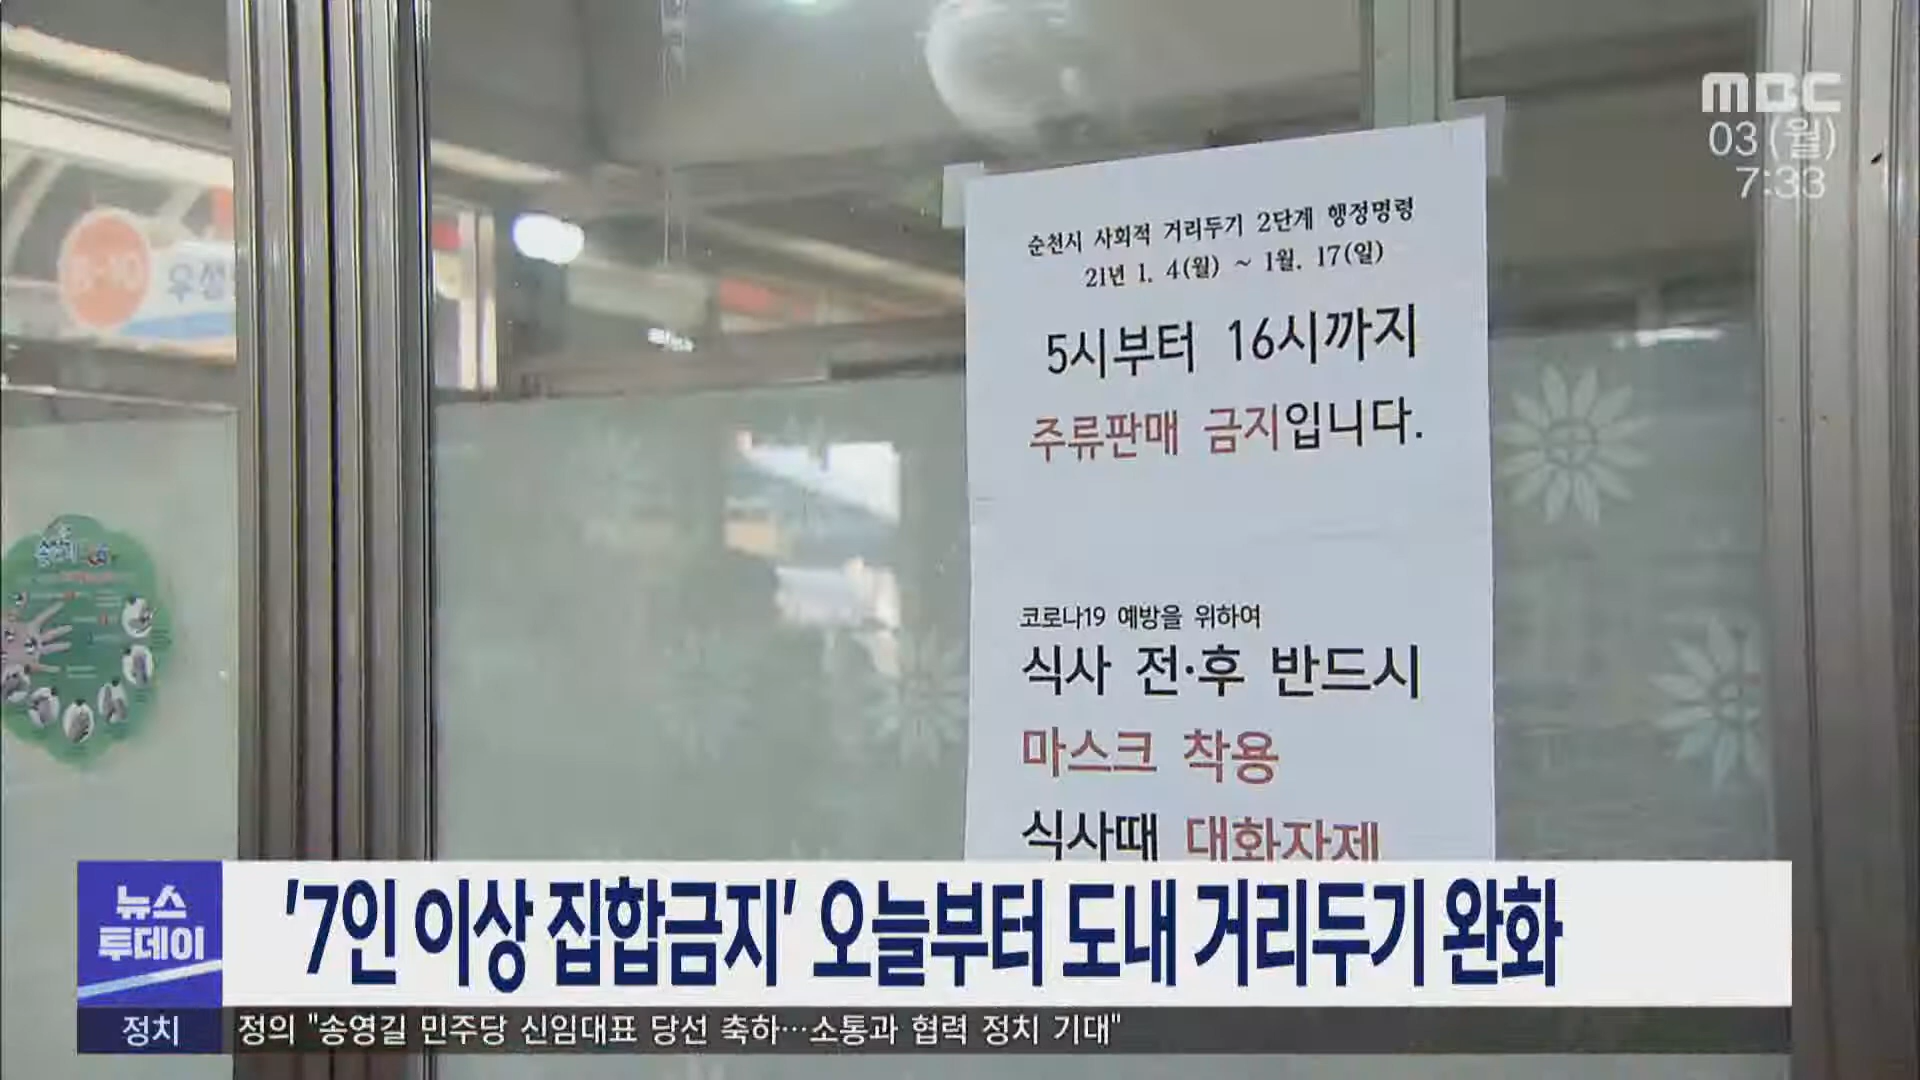 MBC
03(월)
7:33
8-10
우쌤
순천시 사회적 거리두기 2단계 행정명령
21년 1. 4(월) ~ 1월. 17(일)
5시부터 16시까지
주류판매 금지입니다.
코로나19 예방을 위하여
식사 전·후 반드시
마스크 착용
식사때 대화자제
뉴스
투데이
'7인 이상 집합금지' 오늘부터 도내 거리두기 완화
정치
정의 "송영길 민주당 신임대표 당선 축하…소통과 협력 정치 기대"